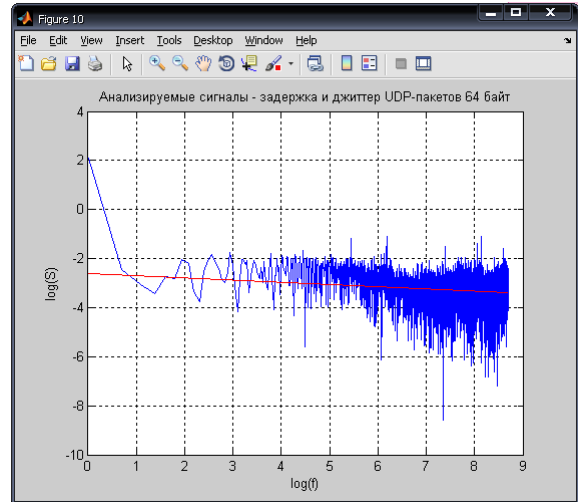 Figure 10
File Edit View Insert Tools Desktop Window Help
Анализируемые сигналы - задержка и джиттер UDP-пакетов 64 байт
4
2
0
-2
-4
-6
-8
-10
log(S)
0 1 2 3 4 5 6 7 8 9
log(f)